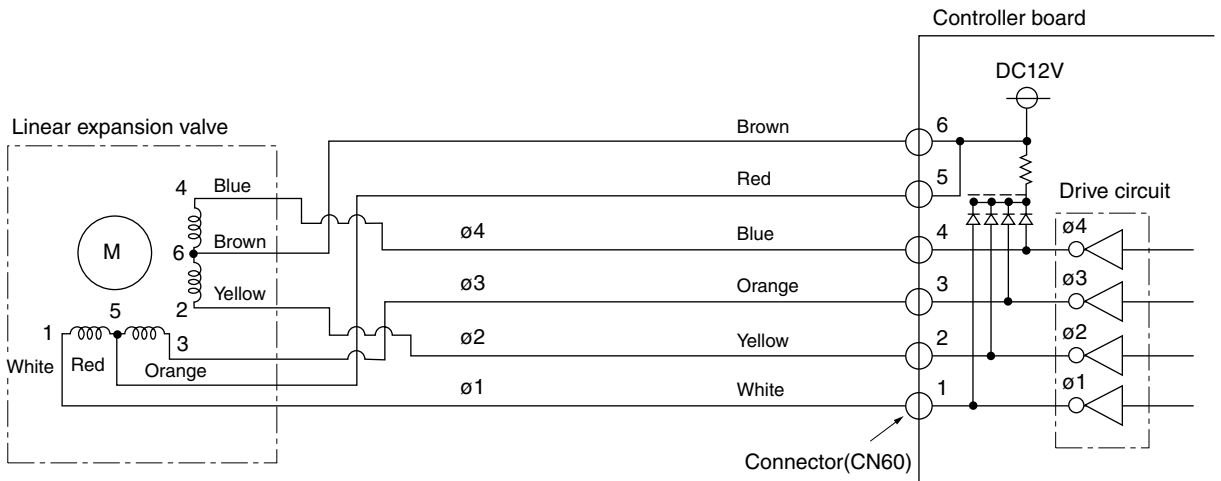 Controller board
DC12V
Linear expansion valve
Brown 6
4 Blue
Red 5
Drive circuit
M
6 Brown
ø4 Blue 4 ø4
2 Yellow
ø3 Orange 3 ø3
5
1
3
ø2 Yellow 2 ø2
White Red Orange
ø1 White 1 ø1
Connector(CN60)